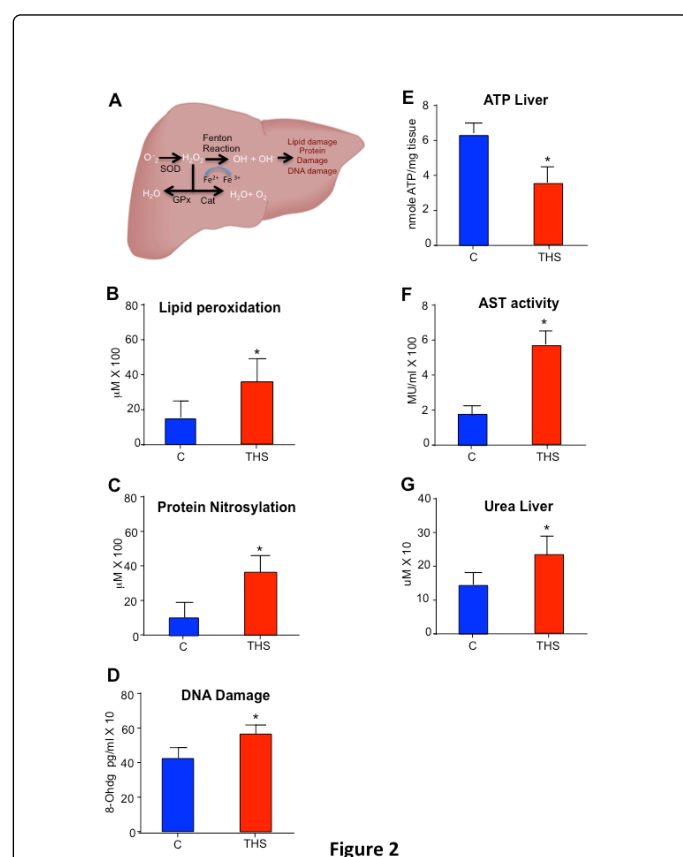 A
Fenton
Reaction
O⁻₂ H₂O₂ OH + OH⁻
SOD
Fe²⁺ Fe ³⁺
H₂O H₂O+ O₂
GPx Cat
Lipid damage
Protein
Damage
DNA damage
B
Lipid peroxidation
μM X 100
80
60
40
20
0
*
C THS
C
Protein Nitrosylation
μM X 100
80
60
40
20
0
*
C THS
D
DNA Damage
8-Ohdg pg/ml X 10
80
60
40
20
0
*
C THS
E
ATP Liver
nmole ATP/mg tissue
8
6
4
2
0
*
C THS
F
AST activity
MU/ml X 100
8
6
4
2
0
*
C THS
G
Urea Liver
uM X 10
40
30
20
10
0
*
C THS
Figure 2